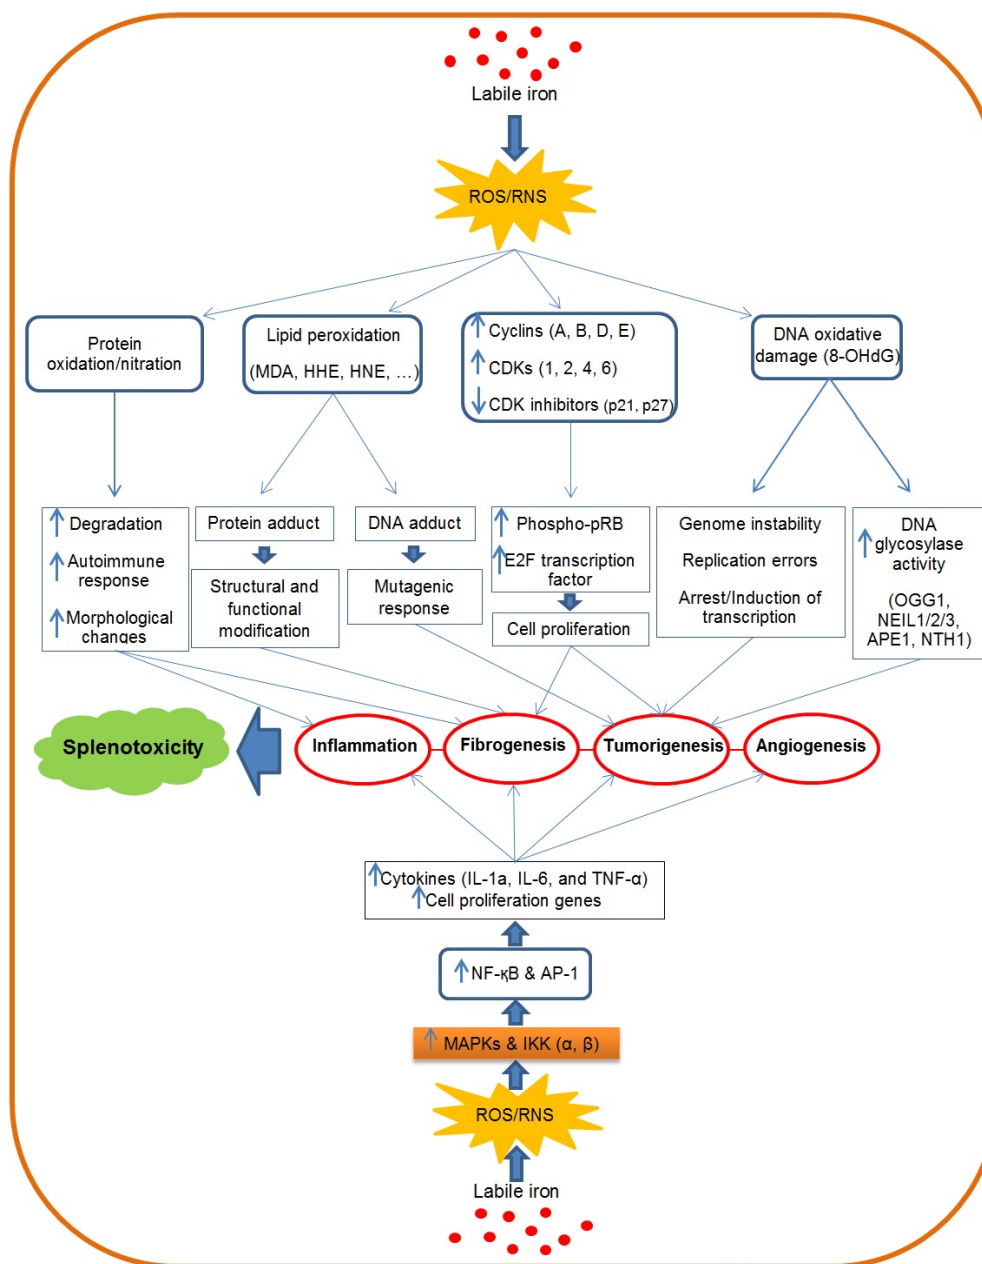 Labile iron
ROS/RNS
Protein
oxidation/nitration
Lipid peroxidation
(MDA, HHE, HNE, …)
Cyclins (A, B, D, E)
CDKs (1, 2, 4, 6)
CDK inhibitors (p21, p27)
DNA oxidative
damage (8-OHdG)
Degradation
Autoimmune
response
Morphological
changes
Protein adduct
Structural and
functional
modification
DNA adduct
Mutagenic
response
Phospho-pRB
E2F transcription
factor
Cell proliferation
Genome instability
Replication errors
Arrest/Induction of
transcription
DNA
glycosylase
activity
(OGG1,
NEIL1/2/3,
APE1, NTH1)
Splenotoxicity
Inflammation
Fibrogenesis
Tumorigenesis
Angiogenesis
Cytokines (IL-1a, IL-6, and TNF-α)
Cell proliferation genes
NF-κB & AP-1
MAPKs & IKK (α, β)
ROS/RNS
Labile iron